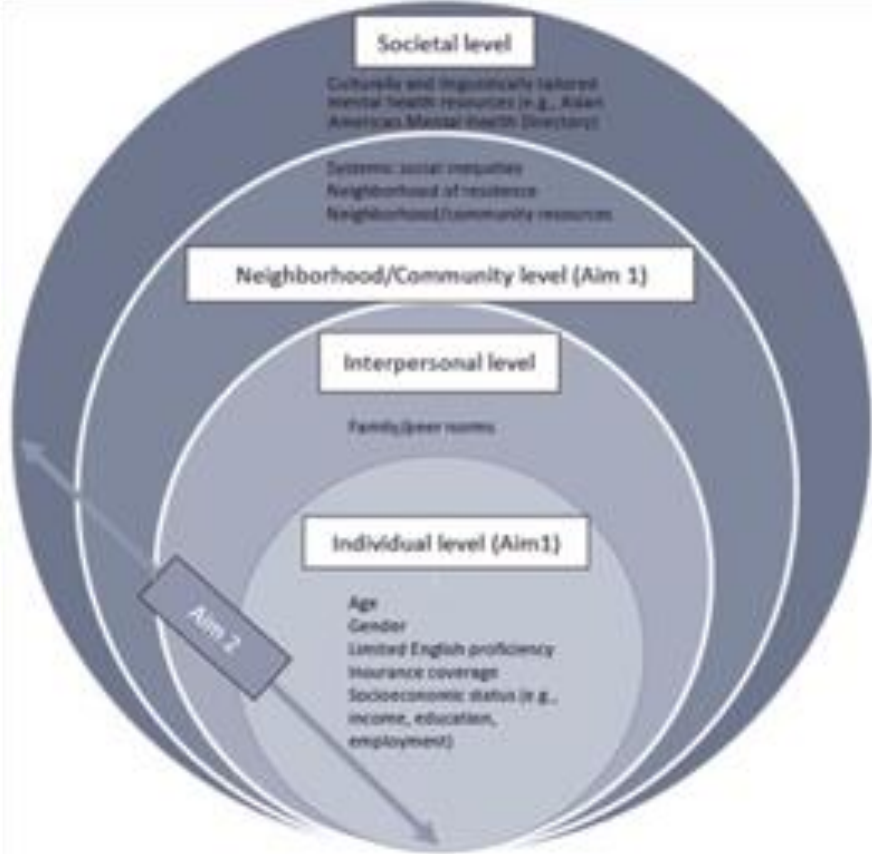 Societal level
Culturally and linguistically tailored
mental health resources (e.g., Asian
American Mental Health Directory)
Systemic social inequities
Neighborhood of residence
Neighborhood/community resources
Neighborhood/Community level (Aim 1)
Interpersonal level
Family/peer norms
Individual level (Aim1)
Age
Gender
Limited English proficiency
Insurance coverage
Socioeconomic status (e.g.,
income, education,
employment)
Aim 2